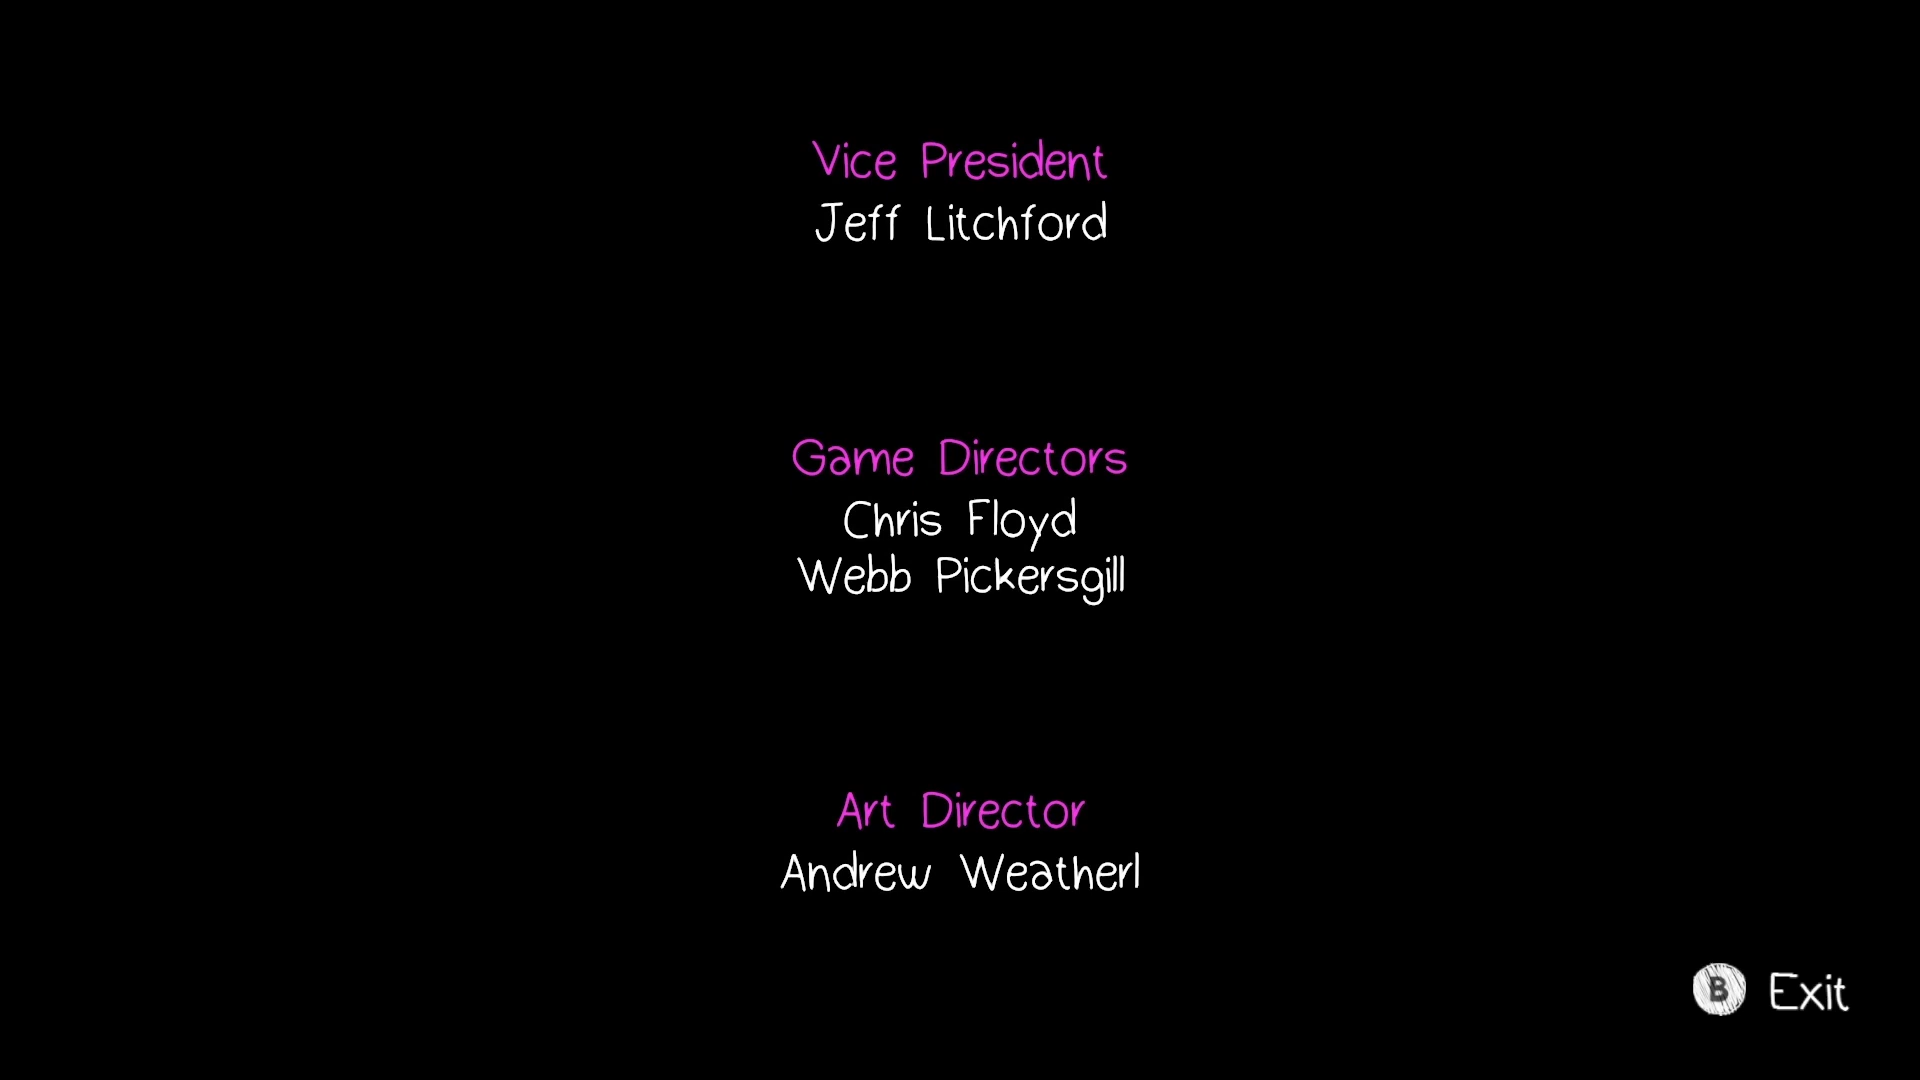 Vice President
Jeff Litchford
Game Directors
Chris Floyd
Webb Pickersgill
Art Director
Andrew Weatherl
B Exit